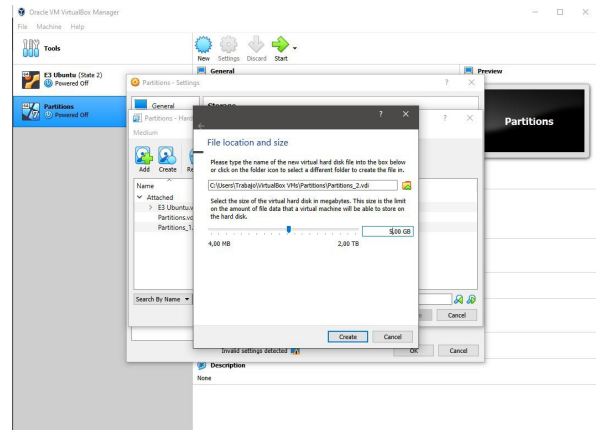 Oracle VM VirtualBox Manager
File Machine Help
Tools
New Settings Discard Start
E3 Ubuntu (State 2)
Powered Off
Partitions
Powered Off
General
Preview
Partitions
Partitions - Settings
General
Storage
Partitions - Hard
Medium
Add Create
Name
Attached
E3 Ubuntu.v
Partitions.vd
Partitions_1.
Search By Name
Cancel
Invalid settings detected
OK Cancel
File location and size
Please type the name of the new virtual hard disk file into the box below
or click on the folder icon to select a different folder to create the file in.
C:\Users\Trabajo\VirtualBox VMs\Partitions\Partitions_2.vdi
Select the size of the virtual hard disk in megabytes. This size is the limit
on the amount of file data that a virtual machine will be able to store on
the hard disk.
5,00 GB
4,00 MB 2,00 TB
Create Cancel
Description
None